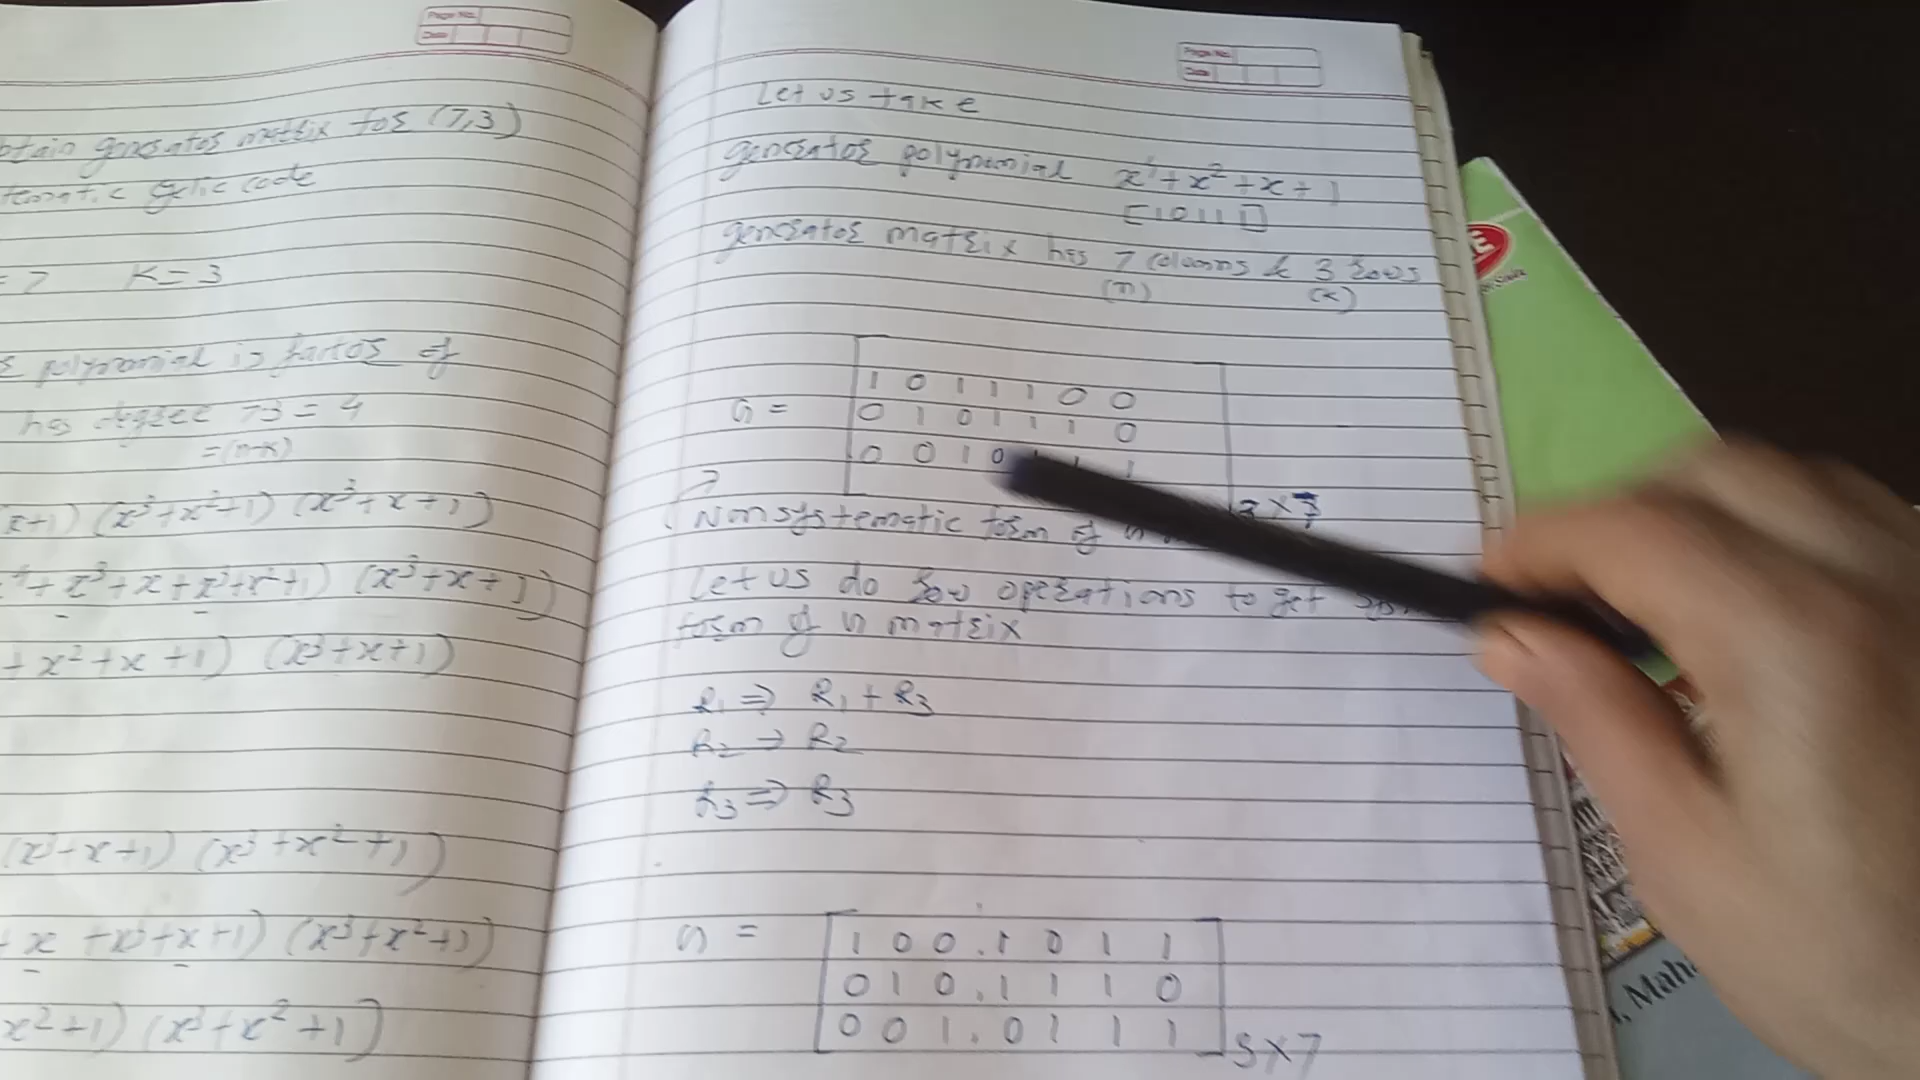 Page No.
Date
generator matrix for (7,3)
cyclic code
= 7 K = 3
polynomial is factor of
has degree 7-3 = 4
= (n-k)
x+1) (x³+x²+1) (x³+x+1)
+ x³ + x + x³+x²+1) (x³+x+1)
+ x² + x + 1) (x³+x+1)
(x³+x+1) (x³+x²+1)
x + x³+x+1) (x³+x²+1)
x²+1) (x³+x²+1)
Page No.
Date
Let us take
generator polynomial x⁴+x²+x+1
[10111]
generator matrix has 7 columns & 3 rows
(n) (k)
1 0 1 1 1 0 0
G = 0 1 0 1 1 1 0
0 0 1 0 1 1 1
3 × 7
Nonsystematic form of G
Let us do row operations to get
form of G matrix
R₁ ⇒ R₁ + R₃
R₂ → R₂
R₃ ⇒ R₃
G = 1 0 0 . 1 0 1 1
0 1 0 . 1 1 1 0
0 0 1 . 0 1 1 1
3×7